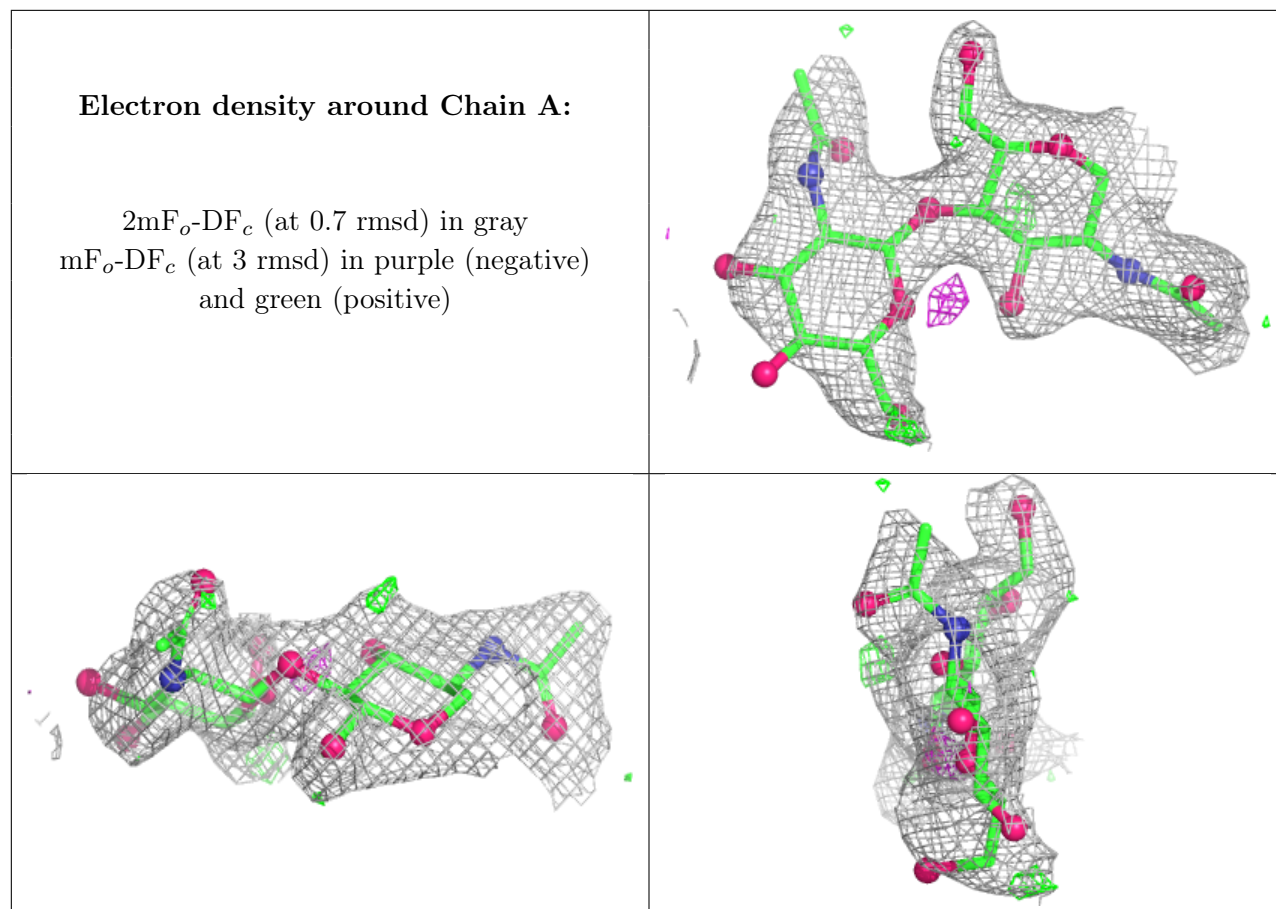 Electron density around Chain A:
2mFo-DFc (at 0.7 rmsd) in gray
mFo-DFc (at 3 rmsd) in purple (negative)
and green (positive)